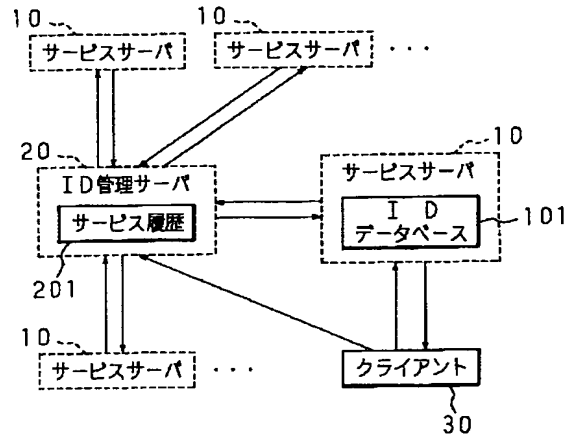 10
10
サービスサーバ
サービスサーバ
・・・
20
10
ID管理サーバ
サービス履歴
201
サービスサーバ
ID
データベース
101
10
サービスサーバ
・・・
クライアント
30